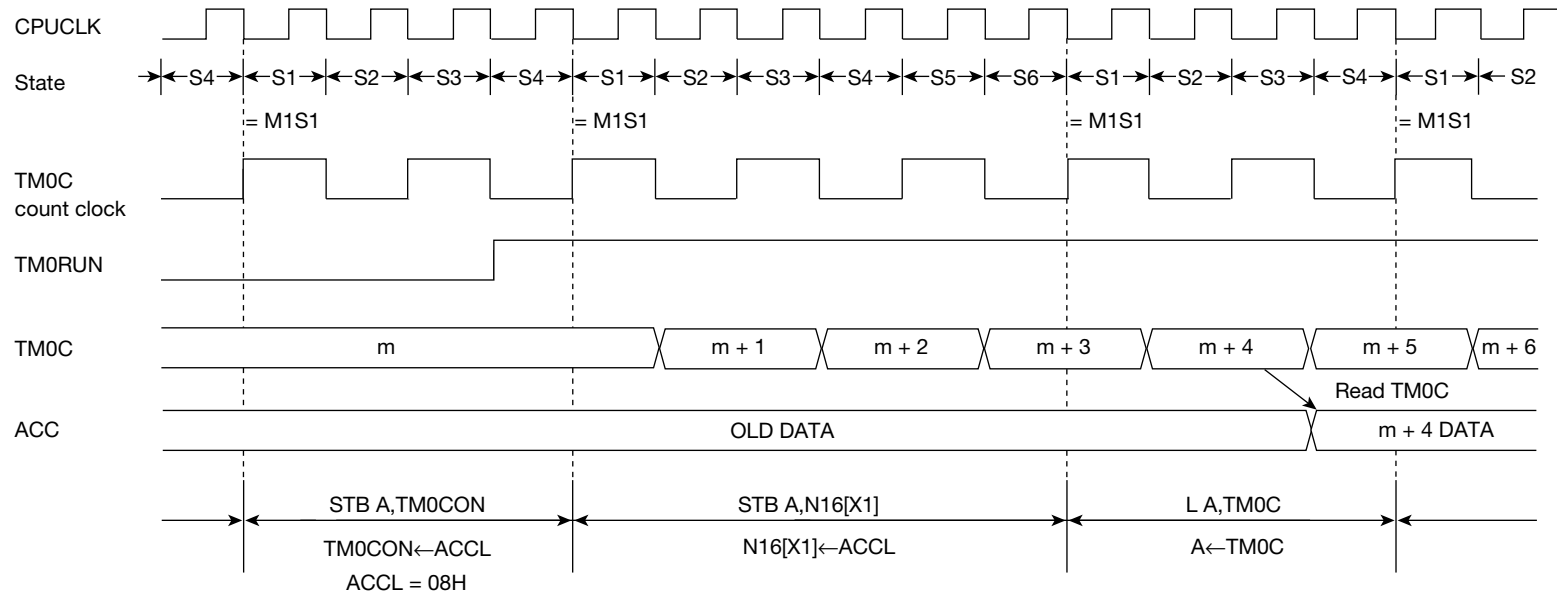 CPUCLK
State S4 S1 S2 S3 S4 S1 S2 S3 S4 S5 S6 S1 S2 S3 S4 S1 S2
= M1S1 = M1S1 = M1S1 = M1S1
TM0C
count clock
TM0RUN
TM0C m m + 1 m + 2 m + 3 m + 4 m + 5 m + 6
Read TM0C
ACC OLD DATA m + 4 DATA
STB A,TM0CON STB A,N16[X1] L A,TM0C
TM0CON←ACCL N16[X1]←ACCL A←TM0C
ACCL = 08H